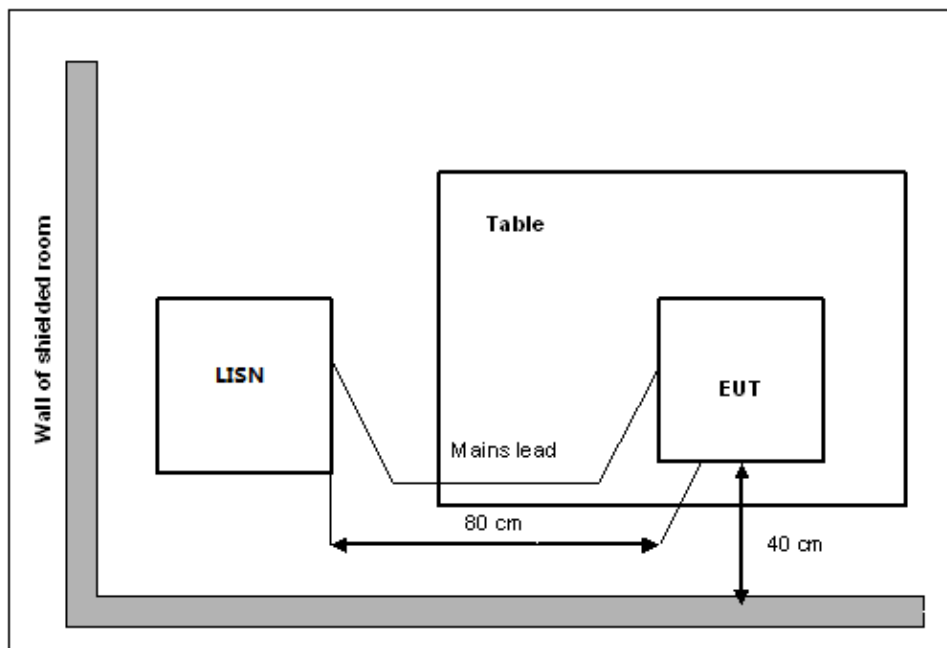 Wall of shielded room
Table
LISN
EUT
Mains lead
80 cm
40 cm